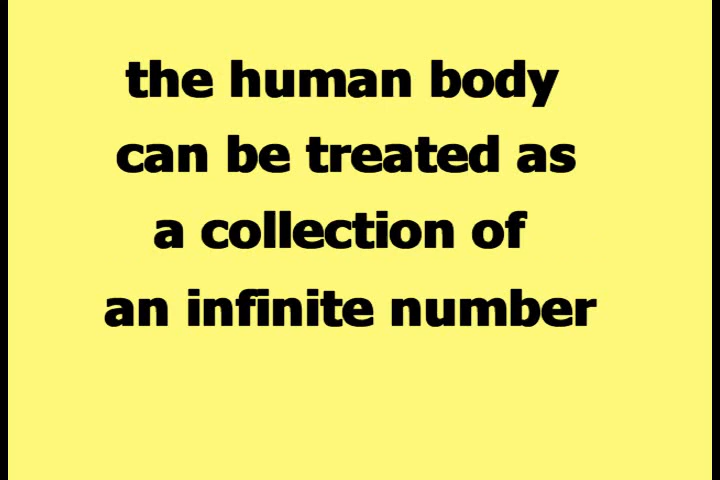 the human body
can be treated as
a collection of
an infinite number